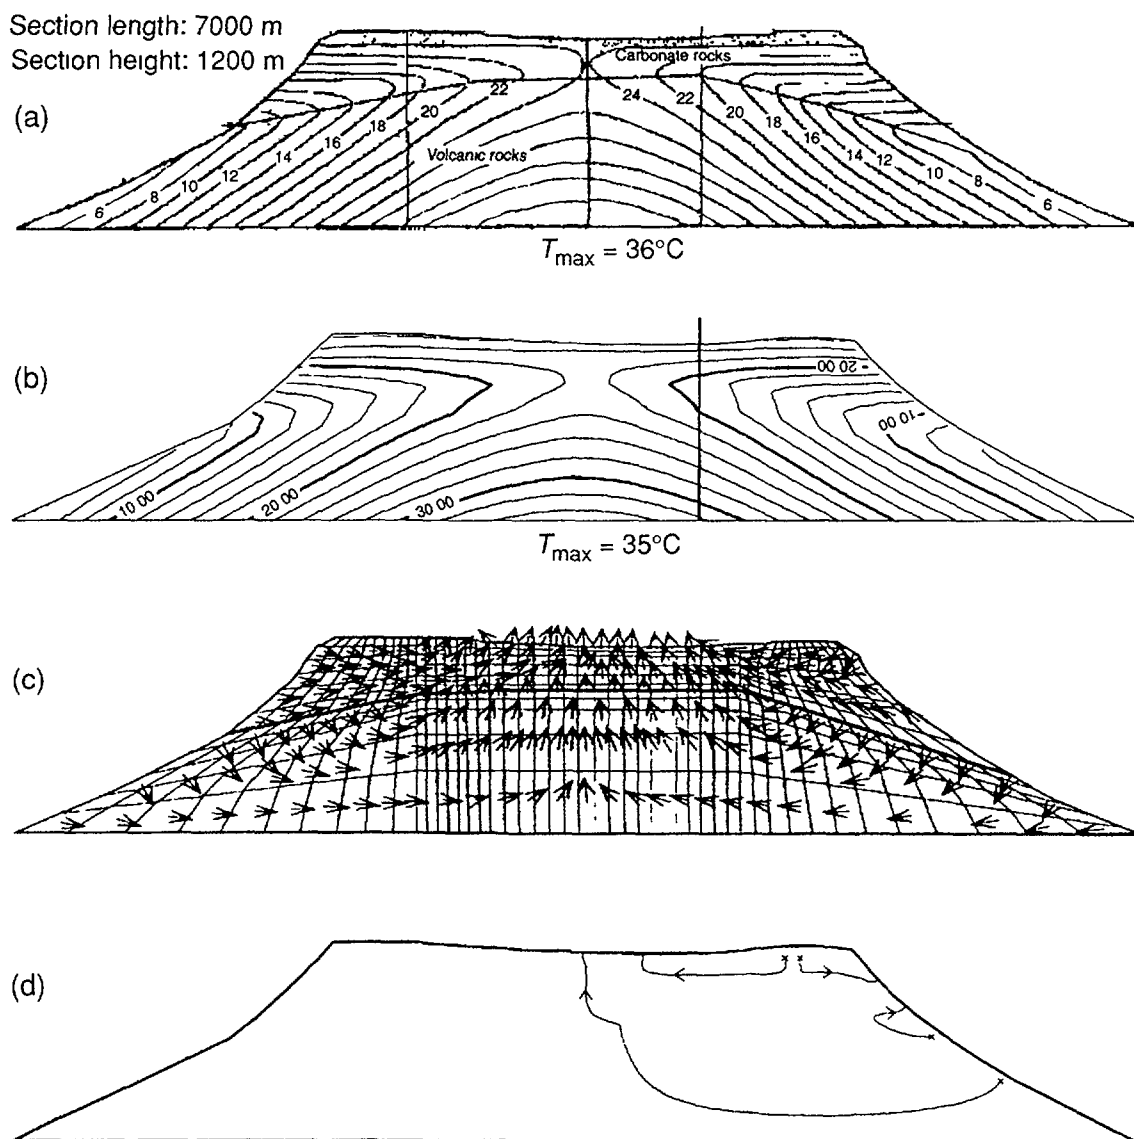 Section length: 7000 m
Section height: 1200 m
(a)
Carbonate rocks
22 24 22 20 18 16 14 12 10 8 6
20
18
16
14
12
10
8
6
Volcanic rocks
Tmax = 36°C
(b)
20 00
10 00
10 00
20 00
30 00
Tmax = 35°C
(c)
(d)